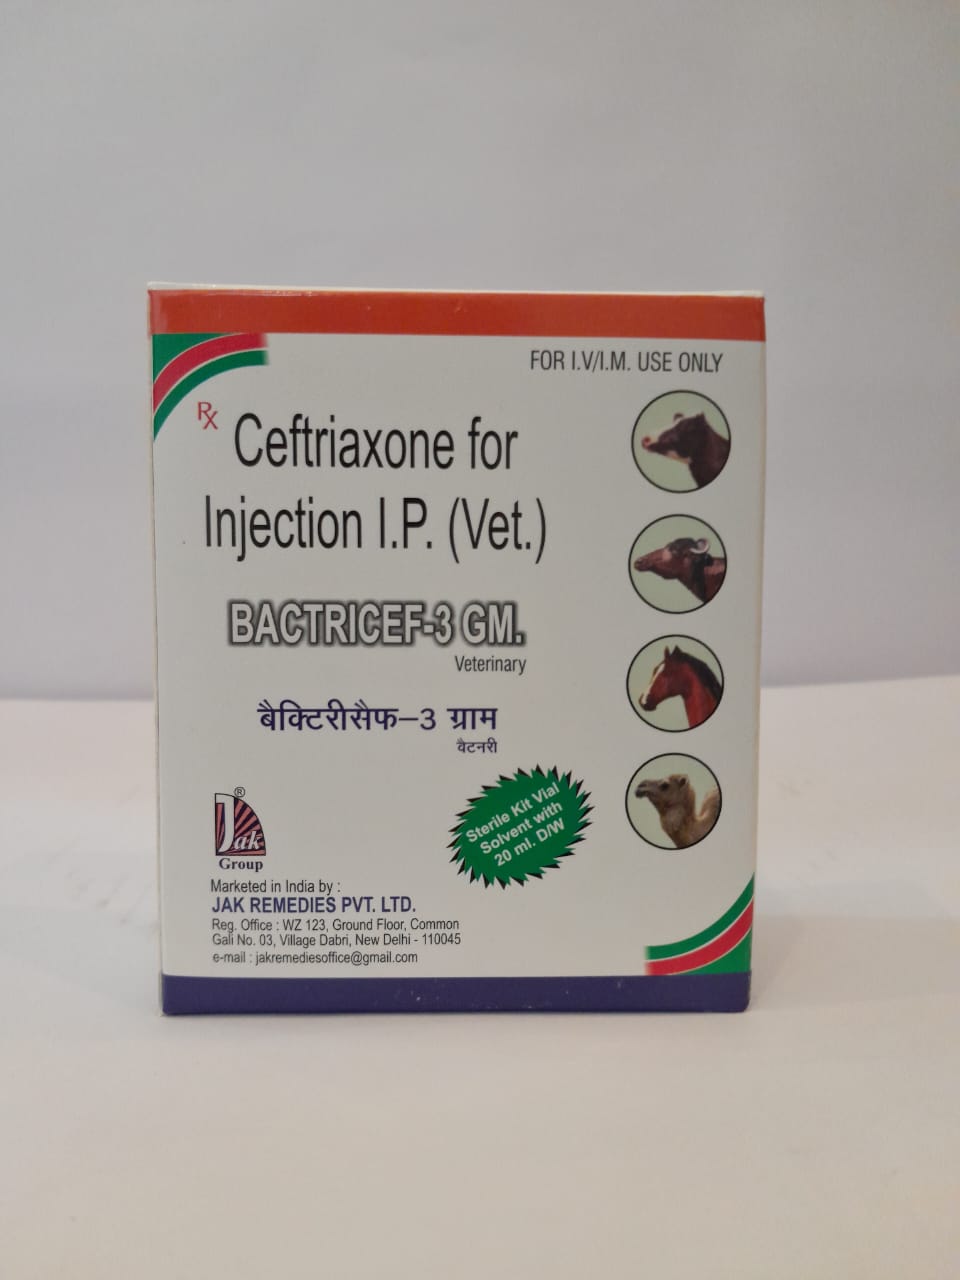 FOR I.V/I.M. USE ONLY
Rx Ceftriaxone for
Injection I.P. (Vet.)
BACTRICEF-3 GM.
Veterinary
बैक्टिरीसैफ–3 ग्राम
वैटनरी
Sterile Kit Vial
Solvent with
20 ml. D/W
®
Jak
Group
Marketed in India by :
JAK REMEDIES PVT. LTD.
Reg. Office : WZ 123, Ground Floor, Common
Gali No. 03, Village Dabri, New Delhi - 110045
e-mail : jakremediesoffice@gmail.com